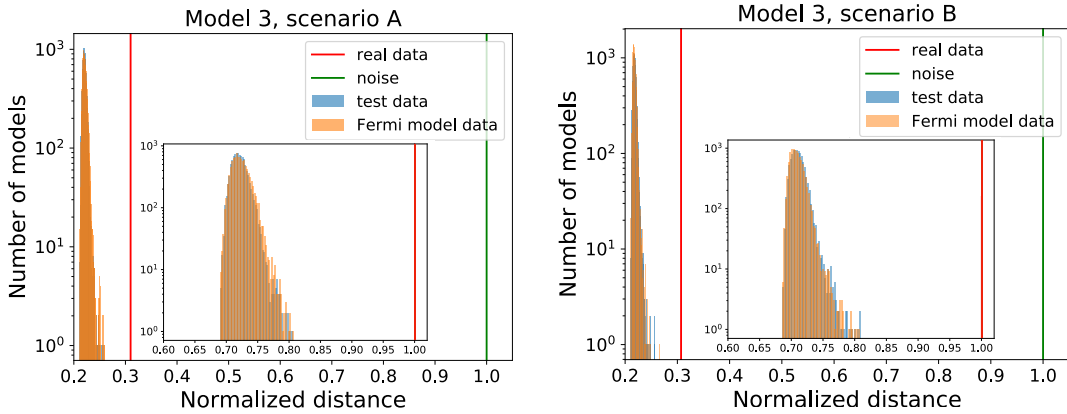 Model 3, scenario A
Number of models
10³
10²
10¹
10⁰
real data
noise
test data
Fermi model data
10³
10²
10¹
10⁰
0.60 0.65 0.70 0.75 0.80 0.85 0.90 0.95 1.00
0.2 0.3 0.4 0.5 0.6 0.7 0.8 0.9 1.0
Normalized distance
Model 3, scenario B
Number of models
10³
10²
10¹
10⁰
real data
noise
test data
Fermi model data
10³
10²
10¹
10⁰
0.60 0.65 0.70 0.75 0.80 0.85 0.90 0.95 1.00
0.2 0.3 0.4 0.5 0.6 0.7 0.8 0.9 1.0
Normalized distance